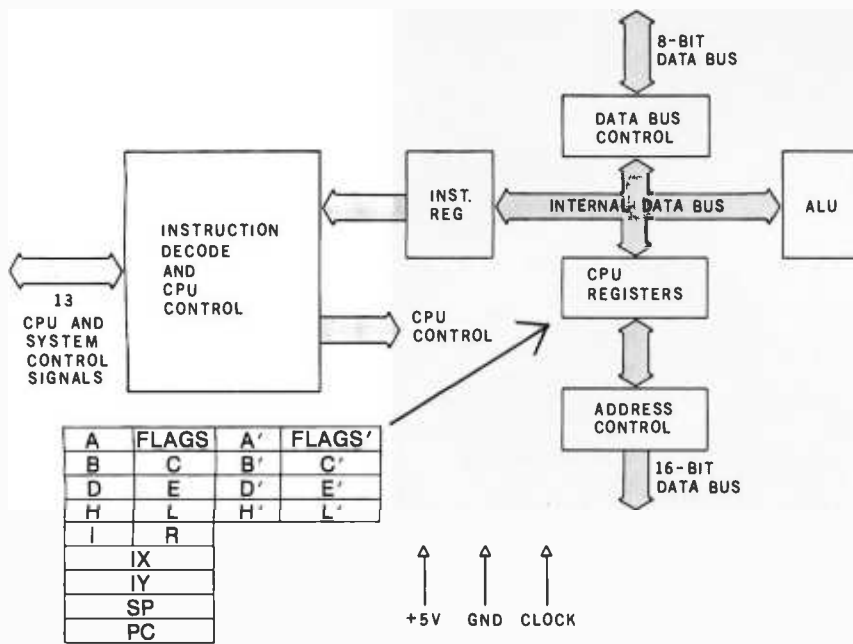 8-BIT
DATA BUS
DATA BUS
CONTROL
INSTRUCTION
DECODE
AND
CPU
CONTROL
INST.
REG
INTERNAL DATA BUS
ALU
13
CPU AND
SYSTEM
CONTROL
SIGNALS
CPU
CONTROL
CPU
REGISTERS
ADDRESS
CONTROL
16-BIT
DATA BUS
A FLAGS A′ FLAGS′
B C B′ C′
D E D′ E′
H L H′ L′
I R
IX
IY
SP
PC
+5V GND CLOCK